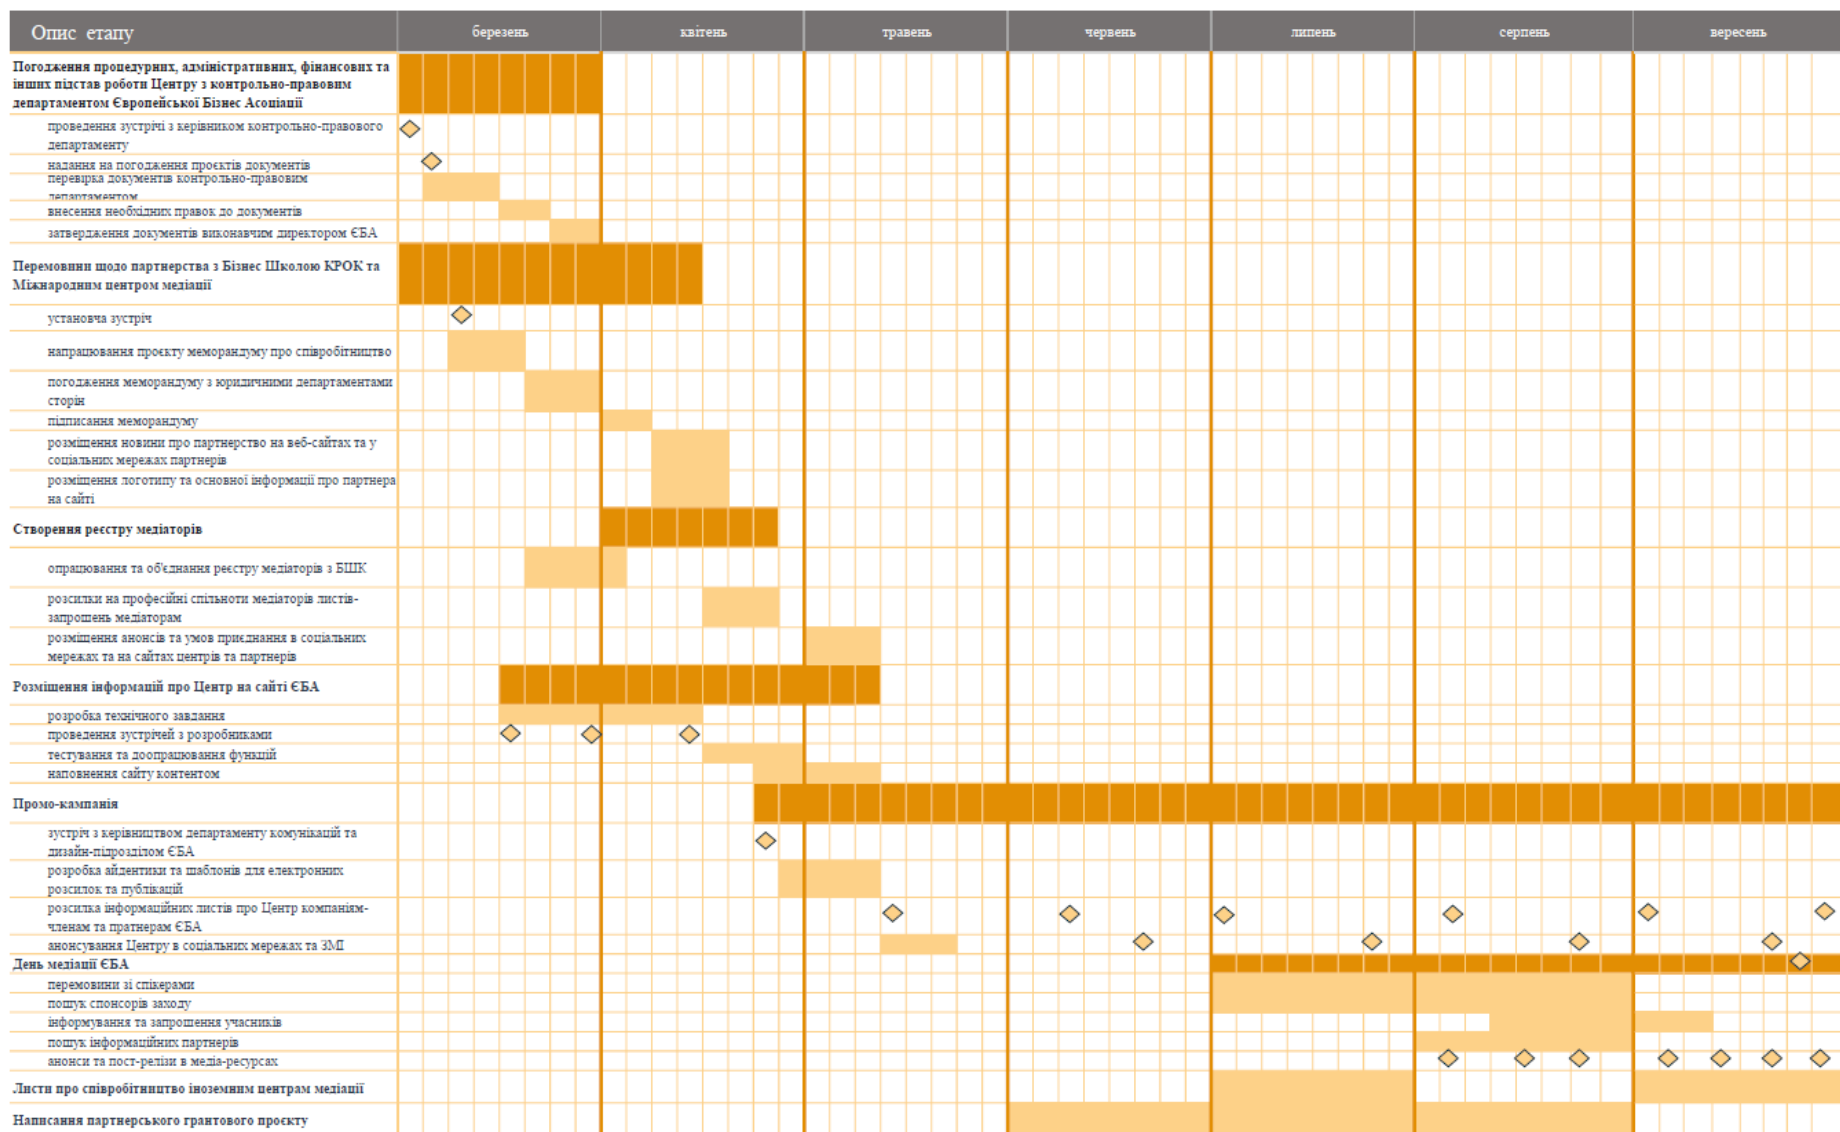 Опис етапу
березень
квітень
травень
червень
липень
серпень
вересень
Погодження процедурних, адміністративних, фінансових та
інших підстав роботи Центру з контрольно-правовим
департаментом Європейської Бізнес Асоціації
проведення зустрічі з керівником контрольно-правового
департаменту
надання на погодження проєктів документів
перевірка документів контрольно-правовим
департаментом
внесення необхідних правок до документів
затвердження документів виконавчим директором ЄБА
Перемовини щодо партнерства з Бізнес Школою КРОК та
Міжнародним центром медіації
установча зустріч
напрацювання проєкту меморандуму про співробітництво
погодження меморандуму з юридичними департаментами
сторін
підписання меморандуму
розміщення новини про партнерство на веб-сайтах та у
соціальних мережах партнерів
розміщення логотипу та основної інформації про партнера
на сайті
Створення реєстру медіаторів
опрацювання та об'єднання реєстру медіаторів з БШК
розсилки на професійні спільноти медіаторів листів-
запрошень медіаторам
розміщення анонсів та умов приєднання в соціальних
мережах та на сайтах центрів та партнерів
Розміщення інформацій про Центр на сайті ЄБА
розробка технічного завдання
проведення зустрічей з розробниками
тестування та доопрацювання функцій
наповнення сайту контентом
Промо-кампанія
зустріч з керівництвом департаменту комунікацій та
дизайн-підрозділом ЄБА
розробка айдентики та шаблонів для електронних
розсилок та публікацій
розсилка інформаційних листів про Центр компаніям-
членам та пратнерам ЄБА
анонсування Центру в соціальних мережах та ЗМІ
День медіації ЄБА
перемовини зі спікерами
пошук спонсорів заходу
інформування та запрошення учасників
пошук інформаційних партнерів
анонси та пост-релізи в медіа-ресурсах
Листи про співробітництво іноземним центрам медіації
Написання партнерського грантового проєкту